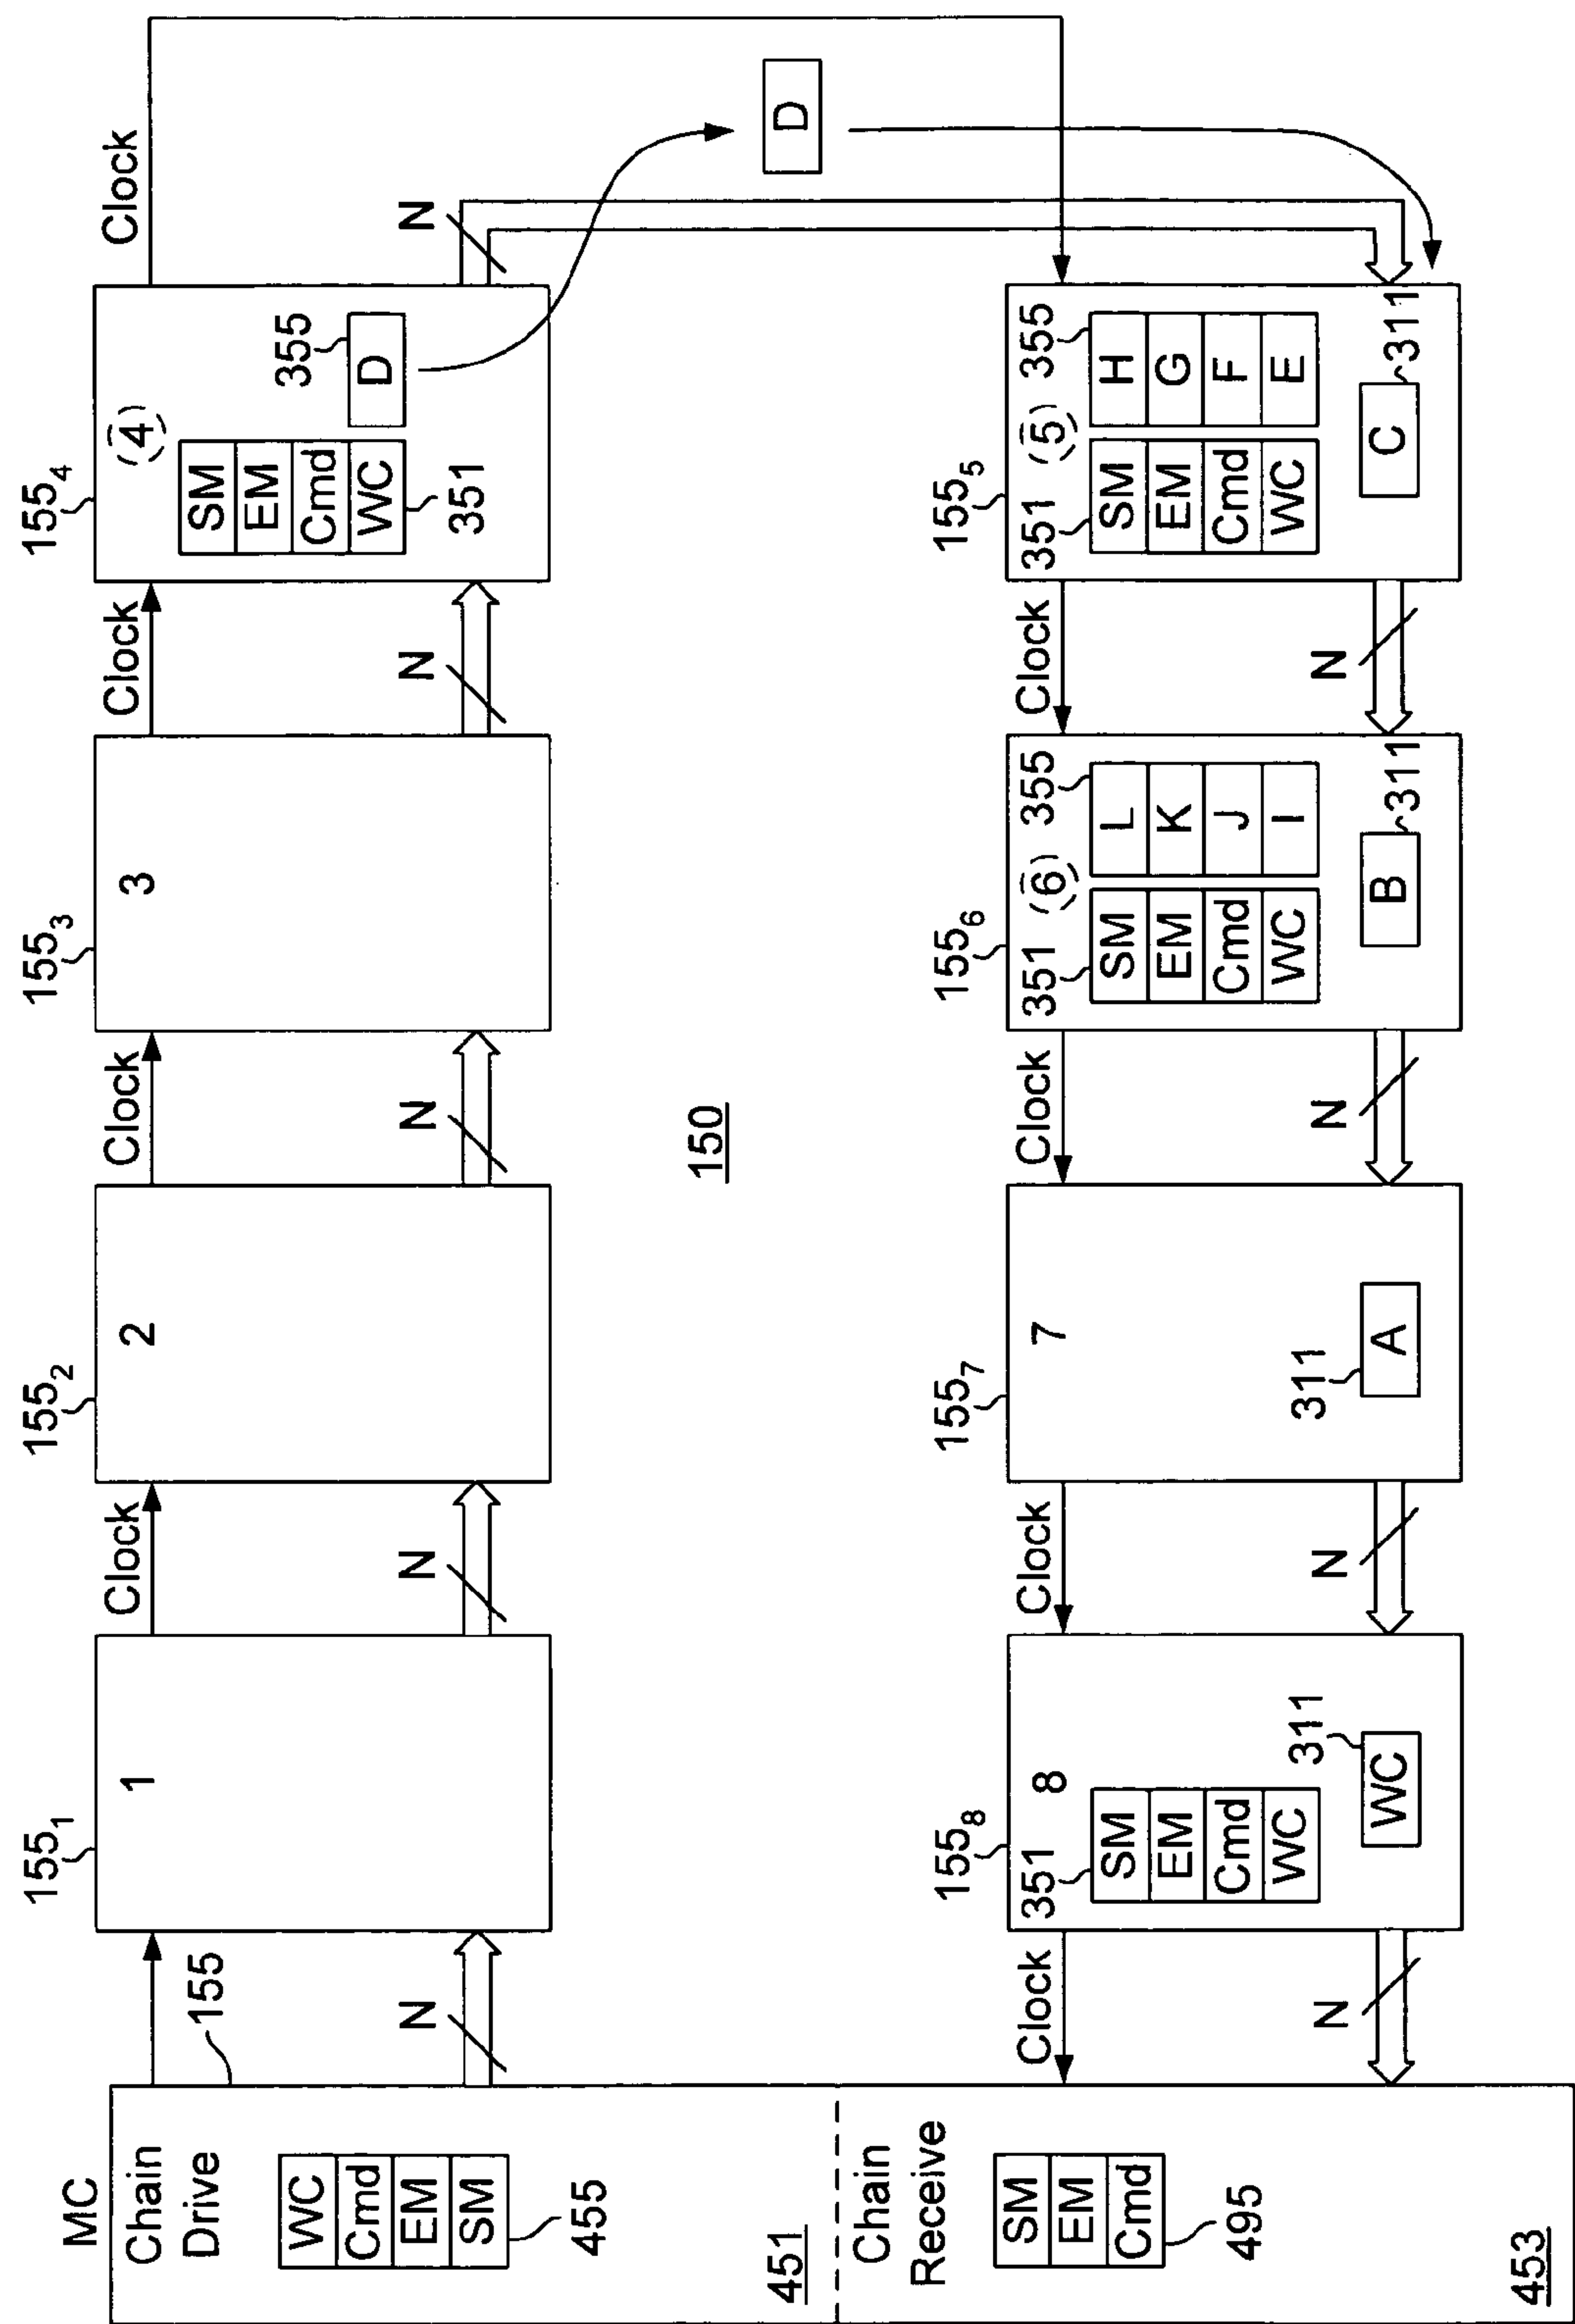 MC
Chain
Drive
WC
Cmd
EM
SM
455
451
155
N
155₁
1
Clock
N
155₂
2
Clock
N
155₃
3
Clock
N
155₄
(4)
SM
EM
Cmd
WC
351
355
D
Clock
N
D
150
Chain
Receive
SM
EM
Cmd
495
453
Clock
N
155₈
351
8
SM
EM
Cmd
WC
311
WC
Clock
N
155₇
7
311
A
Clock
N
155₆
351
(6)
355
SM
EM
Cmd
WC
L
K
J
I
B
311
Clock
N
155₅
351
(5)
355
SM
EM
Cmd
WC
H
G
F
E
C
311